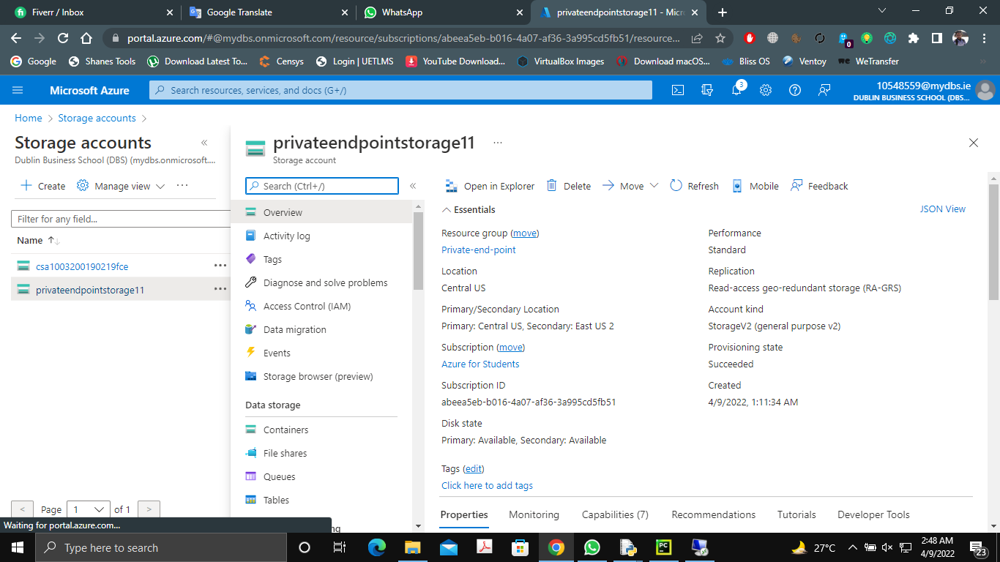 Fiverr / Inbox
Google Translate
WhatsApp
privateendpointstorage11 - Micr
portal.azure.com/#@mydbs.onmicrosoft.com/resource/subscriptions/abeea5eb-b016-4a07-af36-3a995cd5fb51/resource...
0
Google
Shanes Tools
Download Latest To...
Censys
Login | UETLMS
YouTube Download...
VirtualBox Images
Download macOS...
Bliss OS
Ventoy
we WeTransfer
Microsoft Azure
Search resources, services, and docs (G+/)
3
10548559@mydbs.ie
DUBLIN BUSINESS SCHOOL (DBS...
Home > Storage accounts >
Storage accounts
Dublin Business School (DBS) (mydbs.onmicrosoft....
Create
Manage view
Filter for any field...
Name
csa1003200190219fce
privateendpointstorage11
< Page 1 of 1 >
Waiting for portal.azure.com...
privateendpointstorage11
Storage account
Search (Ctrl+/)
Overview
Activity log
Tags
Diagnose and solve problems
Access Control (IAM)
Data migration
Events
Storage browser (preview)
Data storage
Containers
File shares
Queues
Tables
Open in Explorer
Delete
Move
Refresh
Mobile
Feedback
Essentials
JSON View
Resource group (move)
Private-end-point
Location
Central US
Primary/Secondary Location
Primary: Central US, Secondary: East US 2
Subscription (move)
Azure for Students
Subscription ID
abeea5eb-b016-4a07-af36-3a995cd5fb51
Disk state
Primary: Available, Secondary: Available
Tags (edit)
Click here to add tags
Performance
Standard
Replication
Read-access geo-redundant storage (RA-GRS)
Account kind
StorageV2 (general purpose v2)
Provisioning state
Succeeded
Created
4/9/2022, 1:11:34 AM
Properties
Monitoring
Capabilities (7)
Recommendations
Tutorials
Developer Tools
Type here to search
PC
27°C
2:48 AM
4/9/2022
23